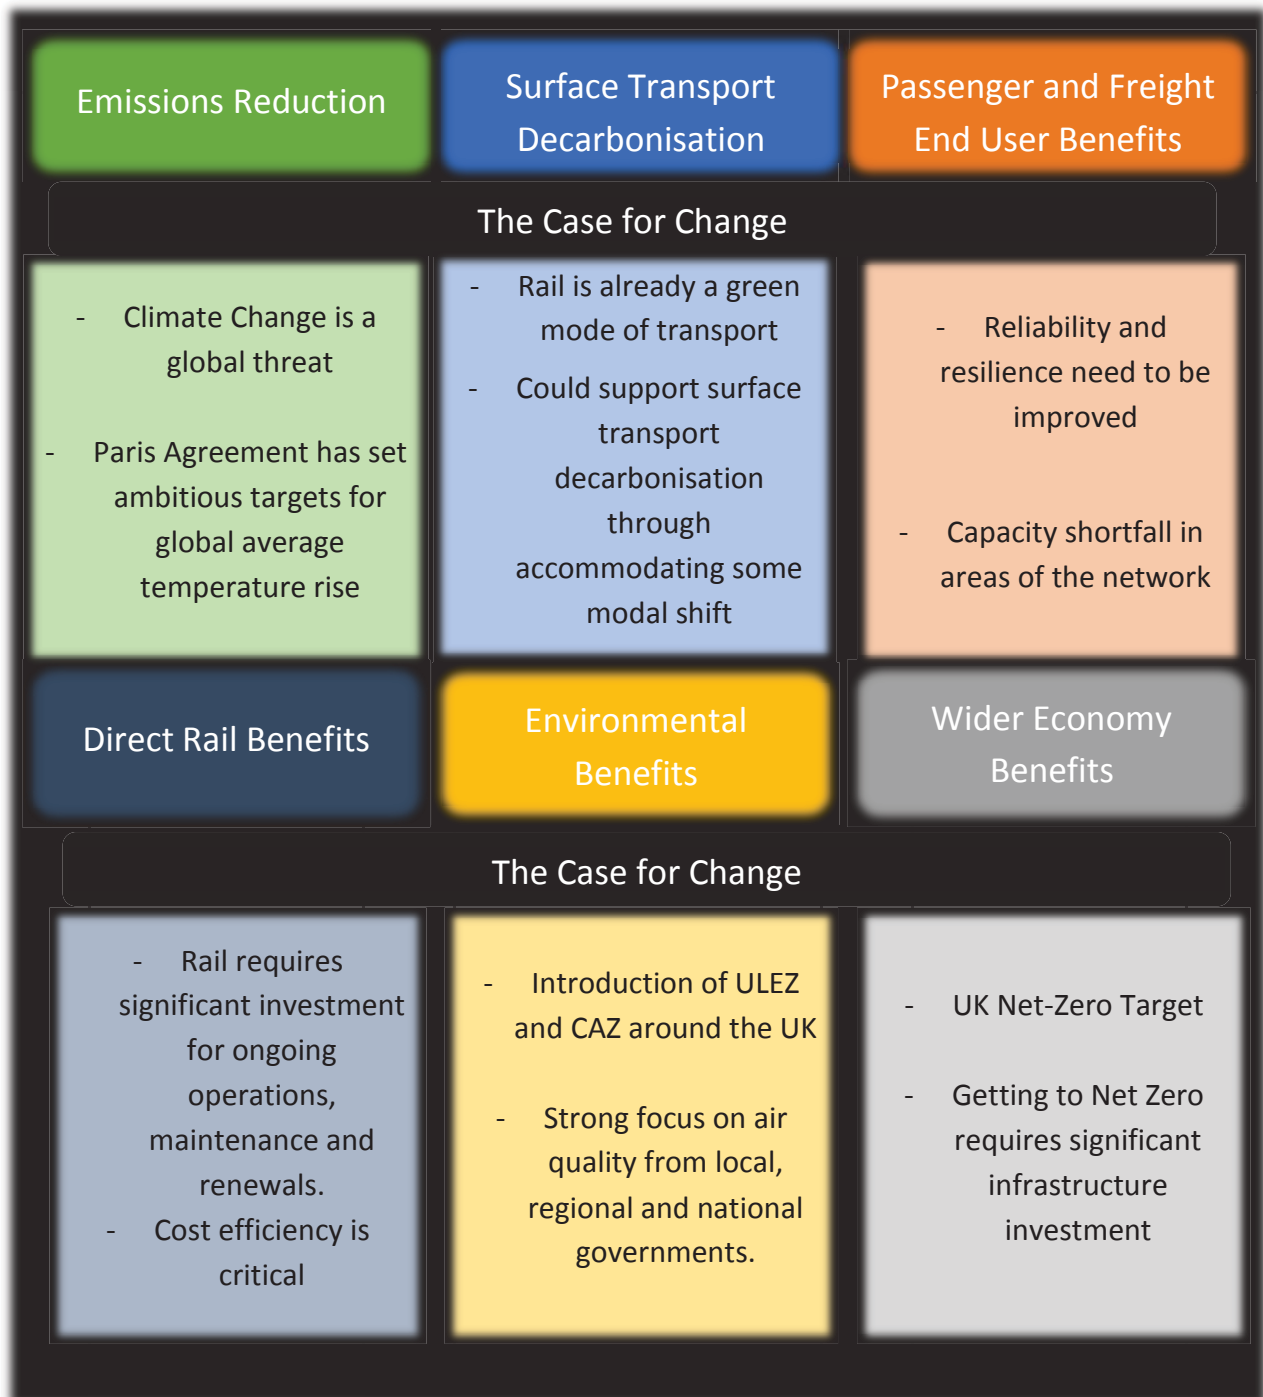 Emissions Reduction
Surface Transport
Decarbonisation
Passenger and Freight
End User Benefits
The Case for Change
- Climate Change is a
global threat
- Paris Agreement has set
ambitious targets for
global average
temperature rise
- Rail is already a green
mode of transport
- Could support surface
transport
decarbonisation
through
accommodating some
modal shift
- Reliability and
resilience need to be
improved
- Capacity shortfall in
areas of the network
Direct Rail Benefits
Environmental
Benefits
Wider Economy
Benefits
The Case for Change
- Rail requires
significant investment
for ongoing
operations,
maintenance and
renewals.
- Cost efficiency is
critical
- Introduction of ULEZ
and CAZ around the UK
- Strong focus on air
quality from local,
regional and national
governments.
- UK Net-Zero Target
- Getting to Net Zero
requires significant
infrastructure
investment